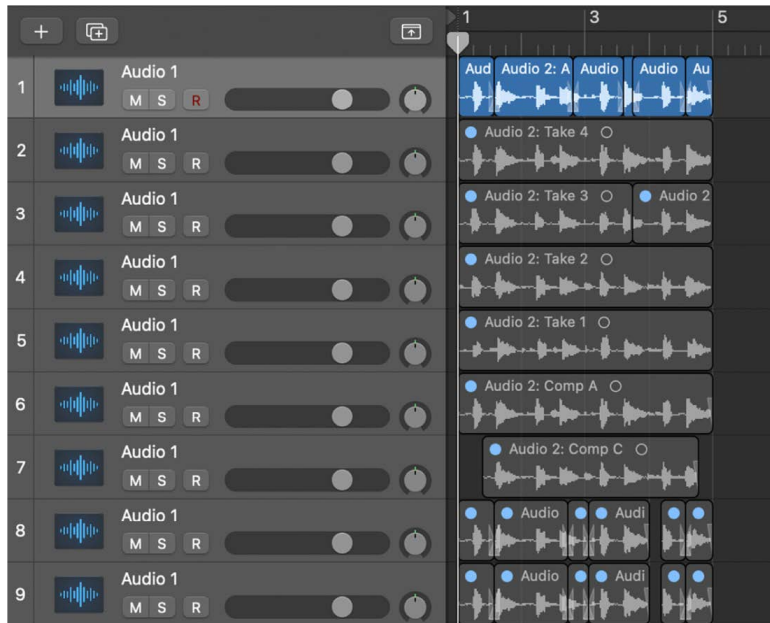 1 3 5
1 Audio 1 M S R Aud Audio 2: A Audio Audio Au
2 Audio 1 M S R Audio 2: Take 4
3 Audio 1 M S R Audio 2: Take 3 Audio 2
4 Audio 1 M S R Audio 2: Take 2
5 Audio 1 M S R Audio 2: Take 1
6 Audio 1 M S R Audio 2: Comp A
7 Audio 1 M S R Audio 2: Comp C
8 Audio 1 M S R Audio Audi
9 Audio 1 M S R Audio Audi